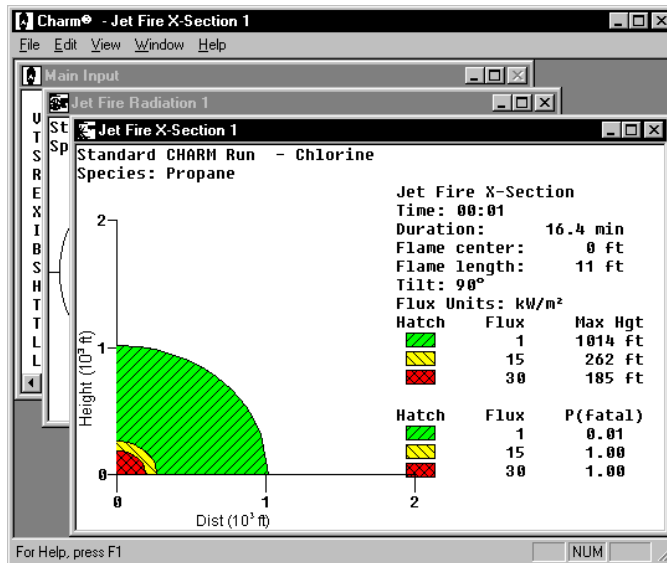 Charm® - Jet Fire X-Section
File Edit View Window Help
Main Input
Jet Fire Radiation 1
Jet Fire X-Section 1
U
T
S
R
E
X
I
B
S
H
T
T
L
L
St
Sp
Standard CHARM Run - Chlorine
Species: Propane
Jet Fire X-Section
Time: 00:01
Duration: 16.4 min
Flame center: 0 ft
Flame length: 11 ft
Tilt: 90°
Flux Units: kW/m²
Hatch Flux Max Hgt
1 1014 ft
15 262 ft
30 185 ft
Hatch Flux P(fatal)
1 0.01
15 1.00
30 1.00
2
1
0
Height (10³ ft)
0 1 2
Dist (10³ ft)
For Help, press F1
NUM